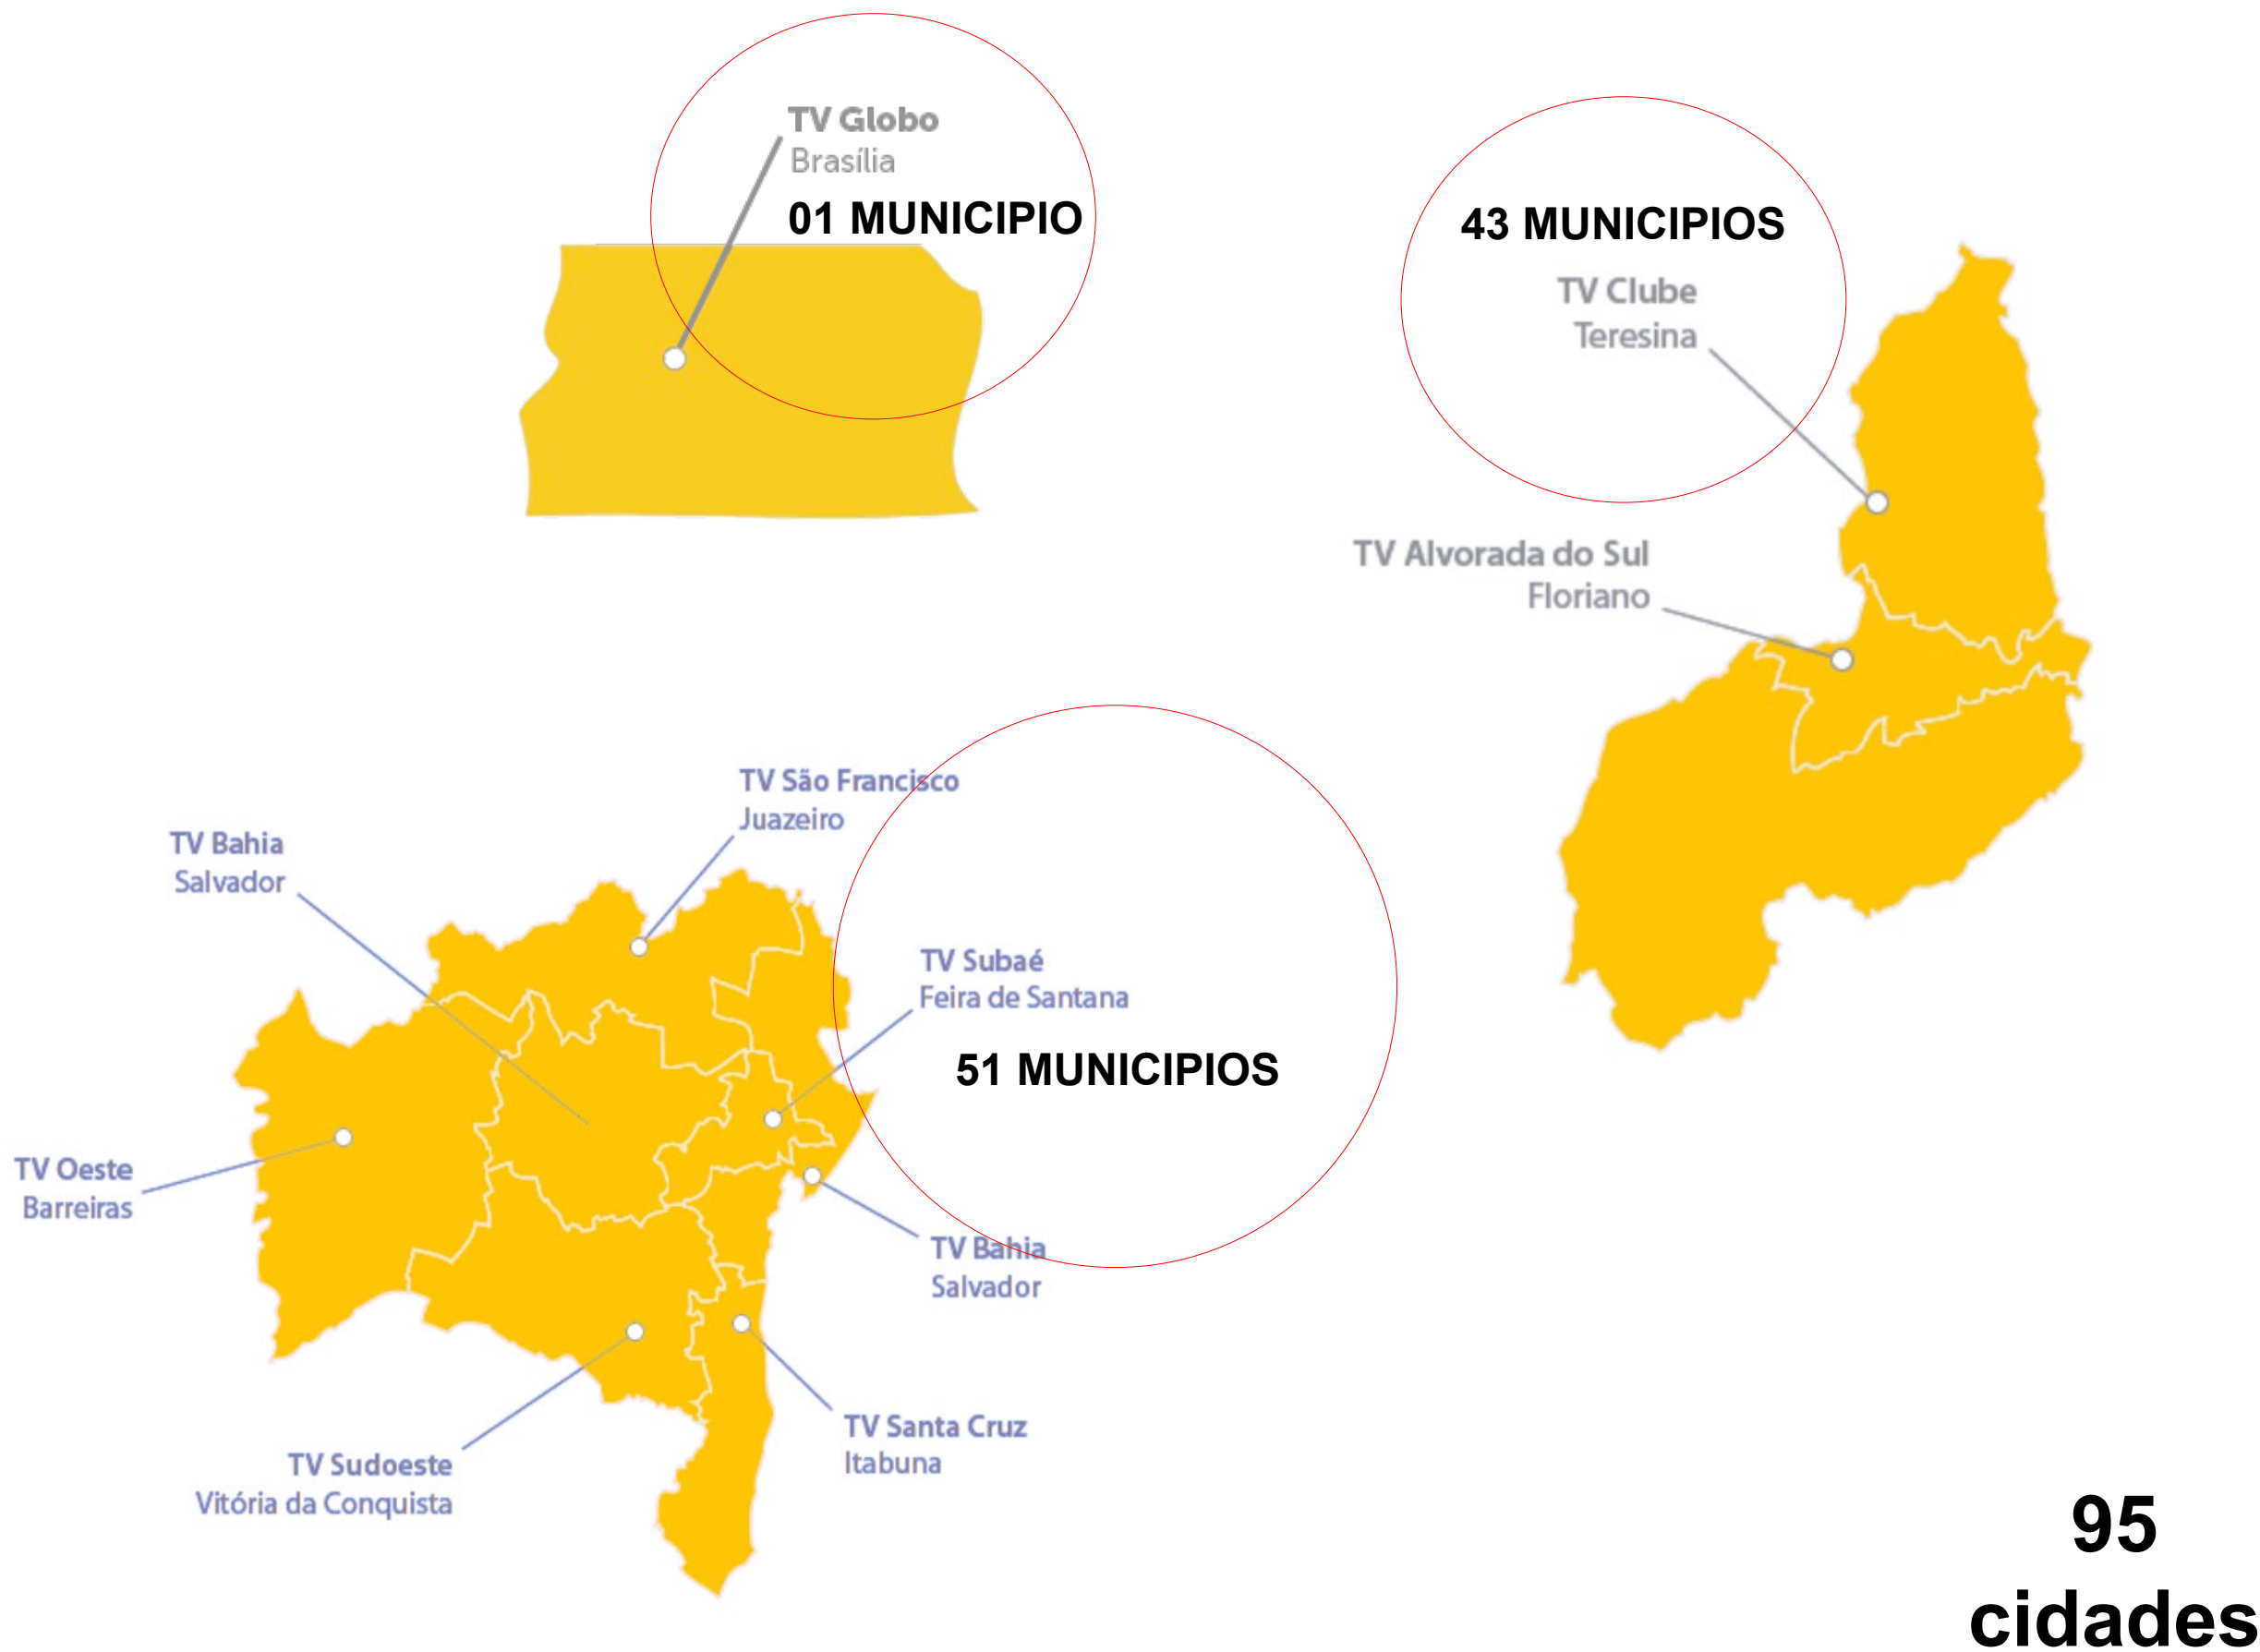 TV Globo
Brasília
01 MUNICIPIO
43 MUNICIPIOS
TV Clube
Teresina
TV Alvorada do Sul
Floriano
TV São Francisco
Juazeiro
TV Bahia
Salvador
TV Subaé
Feira de Santana
51 MUNICIPIOS
TV Oeste
Barreiras
TV Bahia
Salvador
TV Santa Cruz
Itabuna
TV Sudoeste
Vitória da Conquista
95
cidades